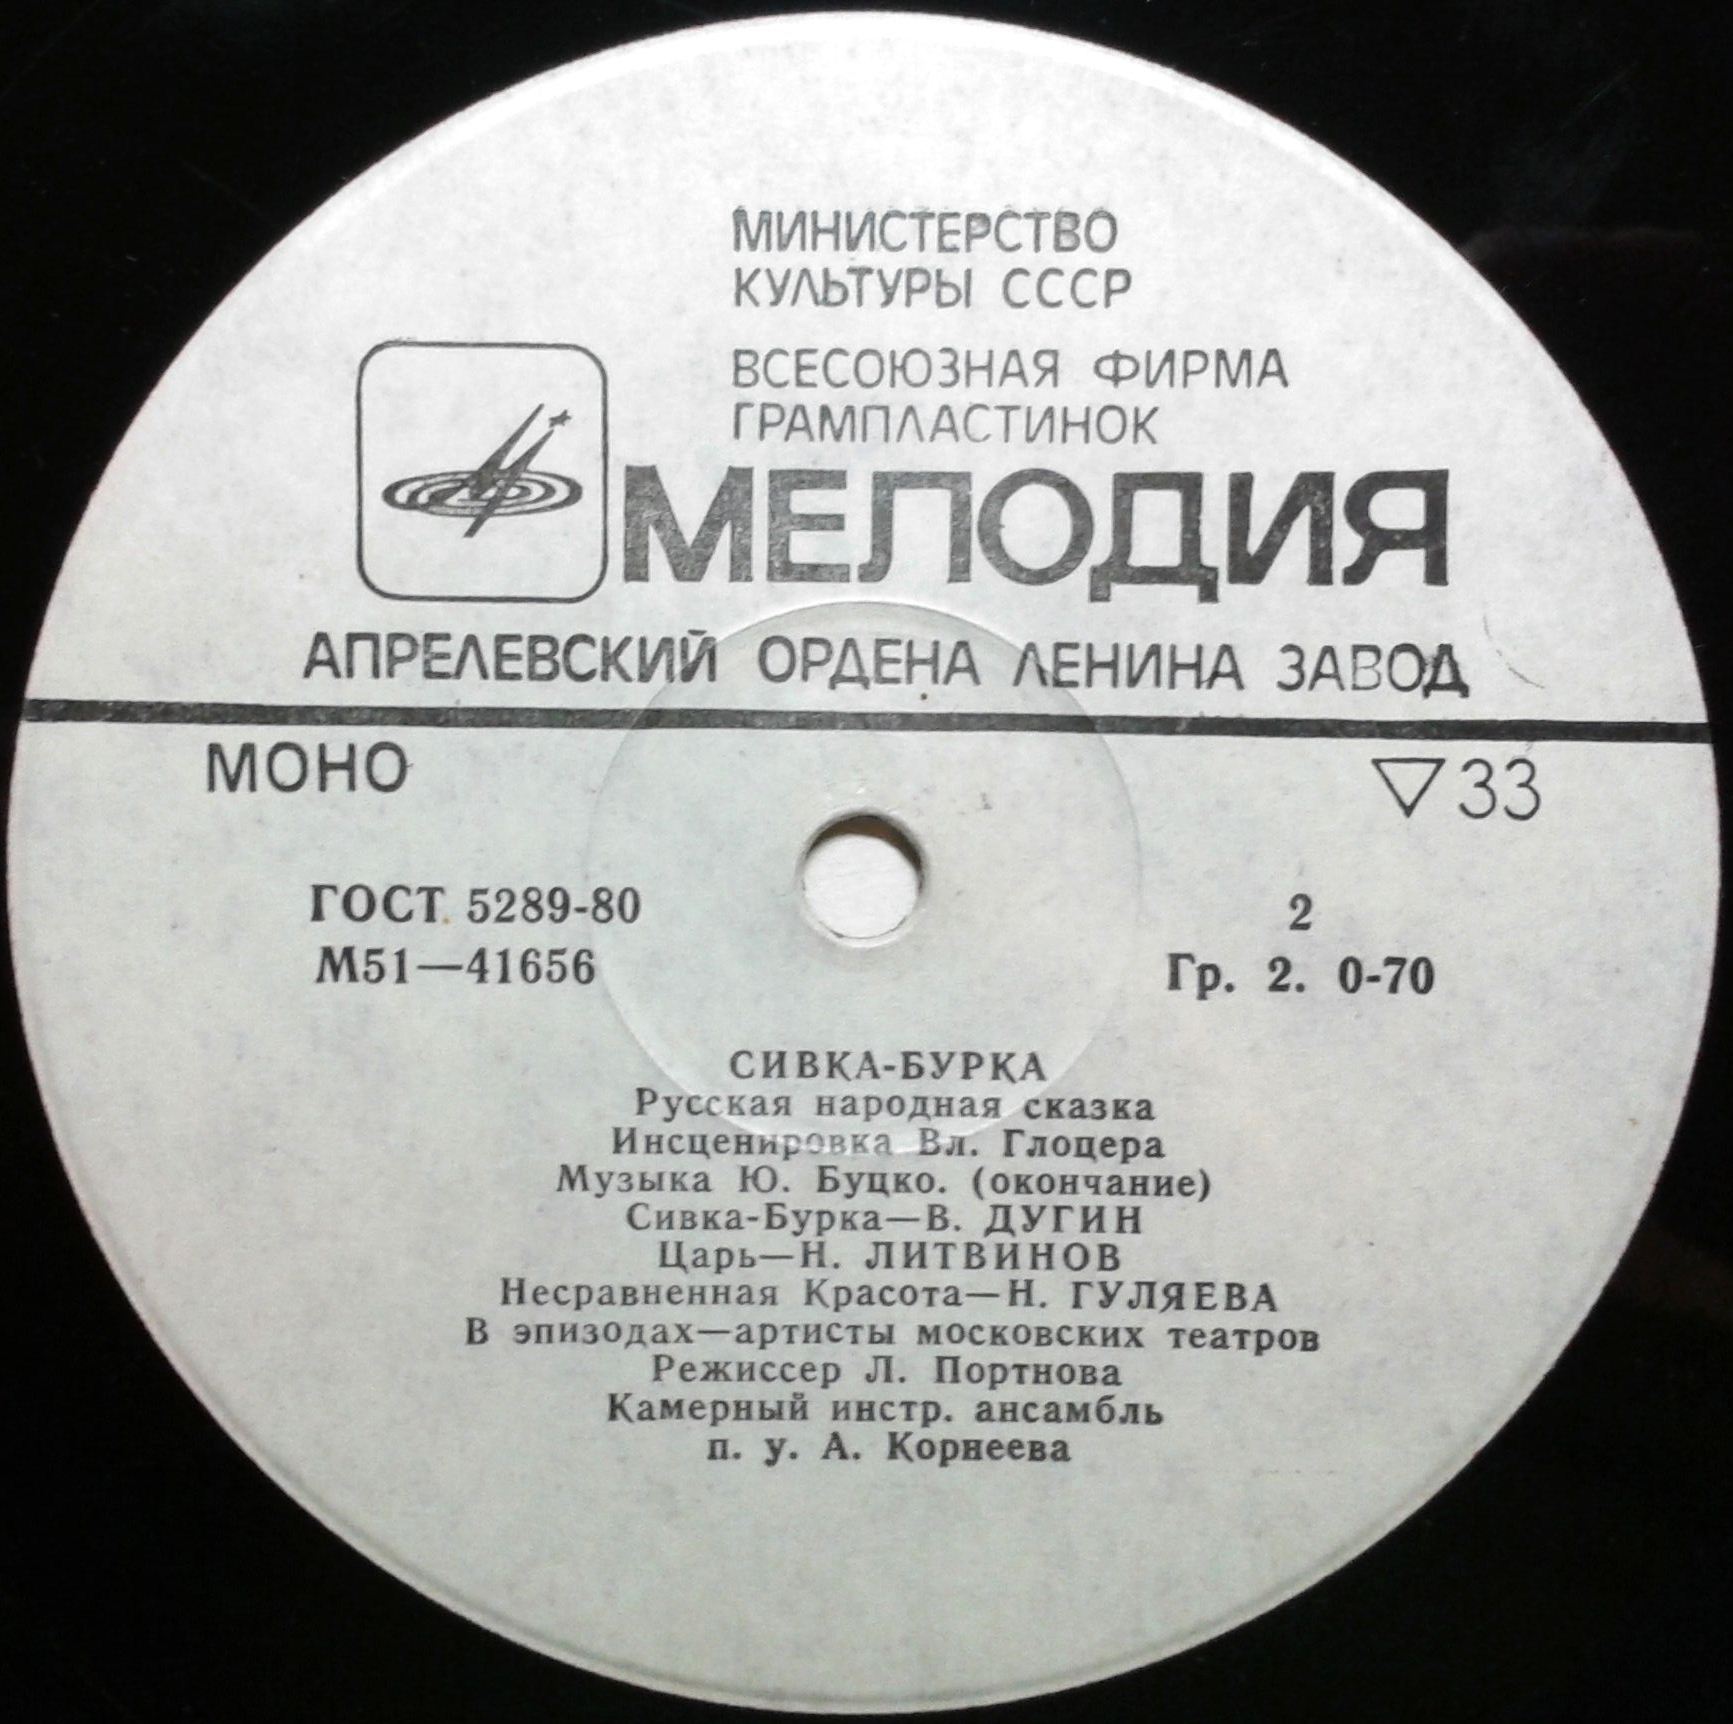 МИНИСТЕРСТВО
КУЛЬТУРЫ СССР
ВСЕСОЮЗНАЯ ФИРМА
ГРАМПЛАСТИНОК
МЕЛОДИЯ
АПРЕЛЕВСКИЙ ОРДЕНА ЛЕНИНА ЗАВОД
МОНО
▽33
ГОСТ 5289-80
М51—41656
2
Гр. 2. 0-70
СИВКА-БУРКА
Русская народная сказка
Инсценировка Вл. Глоцера
Музыка Ю. Буцко. (окончание)
Сивка-Бурка—В. ДУГИН
Царь—Н. ЛИТВИНОВ
Несравненная Красота—Н. ГУЛЯЕВА
В эпизодах—артисты московских театров
Режиссер Л. Портнова
Камерный инстр. ансамбль
п. у. А. Корнеева